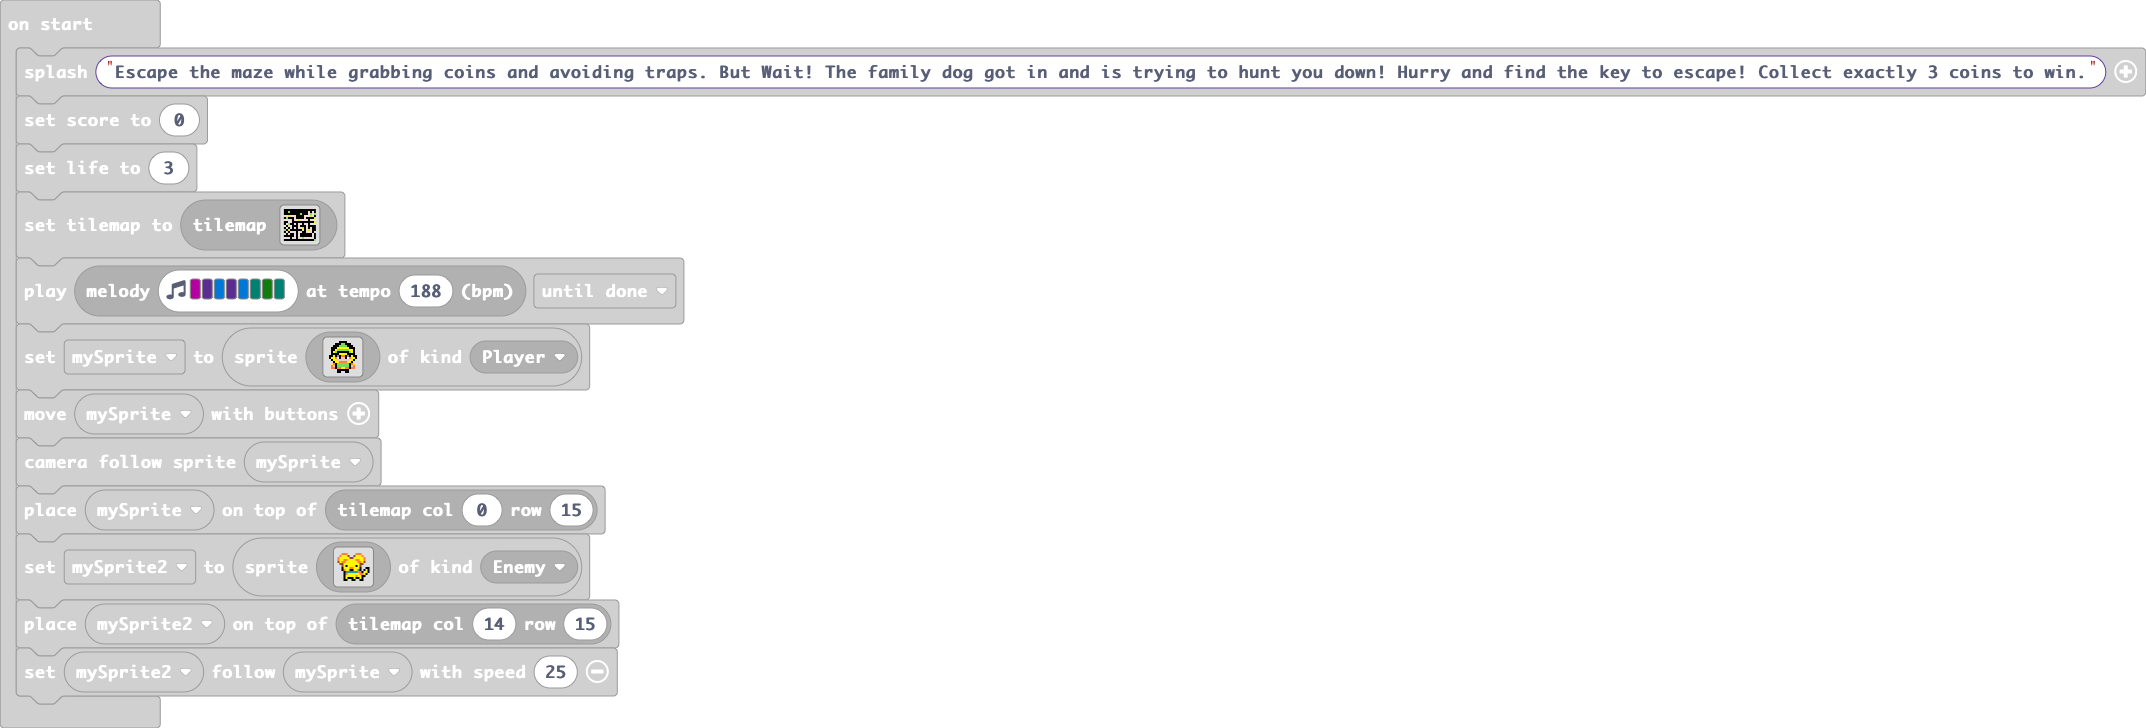 on start
splash "Escape the maze while grabbing coins and avoiding traps. But Wait! The family dog got in and is trying to hunt you down! Hurry and find the key to escape! Collect exactly 3 coins to win."
set score to 0
set life to 3
set tilemap to tilemap
play melody at tempo 188 (bpm) until done
set mySprite to sprite of kind Player
move mySprite with buttons
camera follow sprite mySprite
place mySprite on top of tilemap col 0 row 15
set mySprite2 to sprite of kind Enemy
place mySprite2 on top of tilemap col 14 row 15
set mySprite2 follow mySprite with speed 25